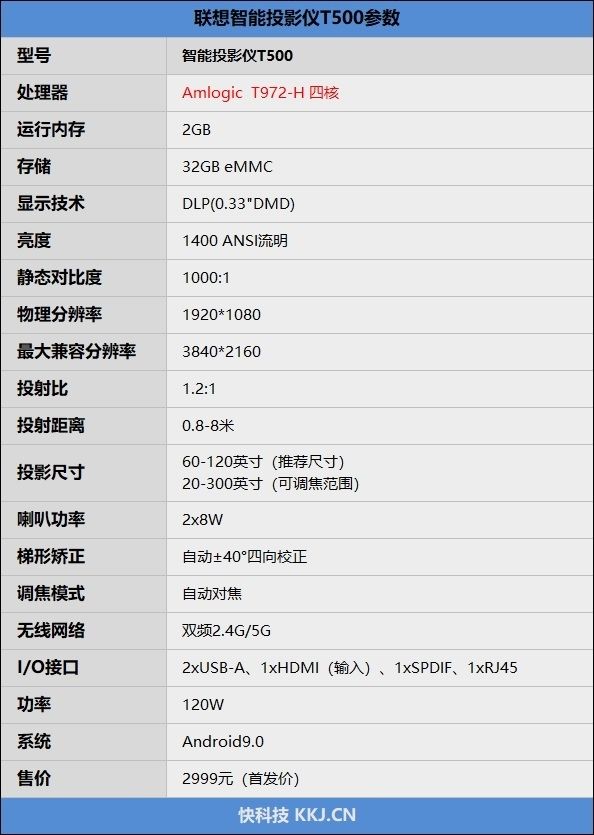 联想智能投影仪T500参数
型号 智能投影仪T500
处理器 Amlogic T972-H 四核
运行内存 2GB
存储 32GB eMMC
显示技术 DLP(0.33"DMD)
亮度 1400 ANSI流明
静态对比度 1000:1
物理分辨率 1920*1080
最大兼容分辨率 3840*2160
投射比 1.2:1
投射距离 0.8-8米
投影尺寸 60-120英寸（推荐尺寸）
20-300英寸（可调焦范围）
喇叭功率 2x8W
梯形矫正 自动±40°四向校正
调焦模式 自动对焦
无线网络 双频2.4G/5G
I/O接口 2xUSB-A、1xHDMI（输入）、1xSPDIF、1xRJ45
功率 120W
系统 Android9.0
售价 2999元（首发价）
快科技 KKJ.CN